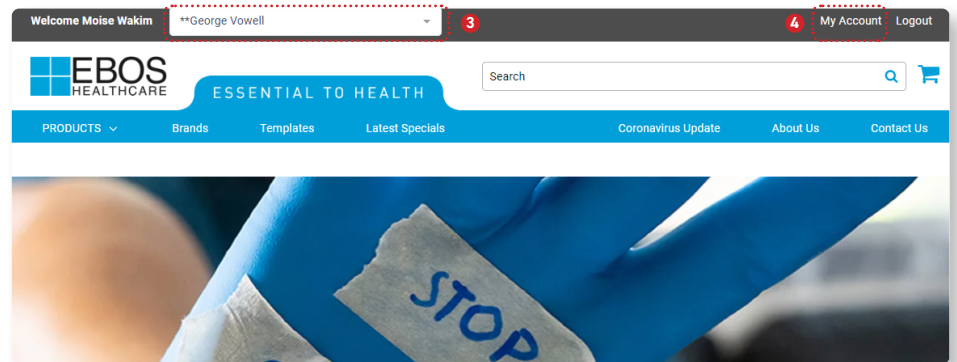 Welcome Moise Wakim **George Vowell 3 4 My Account Logout
EBOS
HEALTHCARE
ESSENTIAL TO HEALTH
Search
PRODUCTS Brands Templates Latest Specials Coronavirus Update About Us Contact Us
STOP